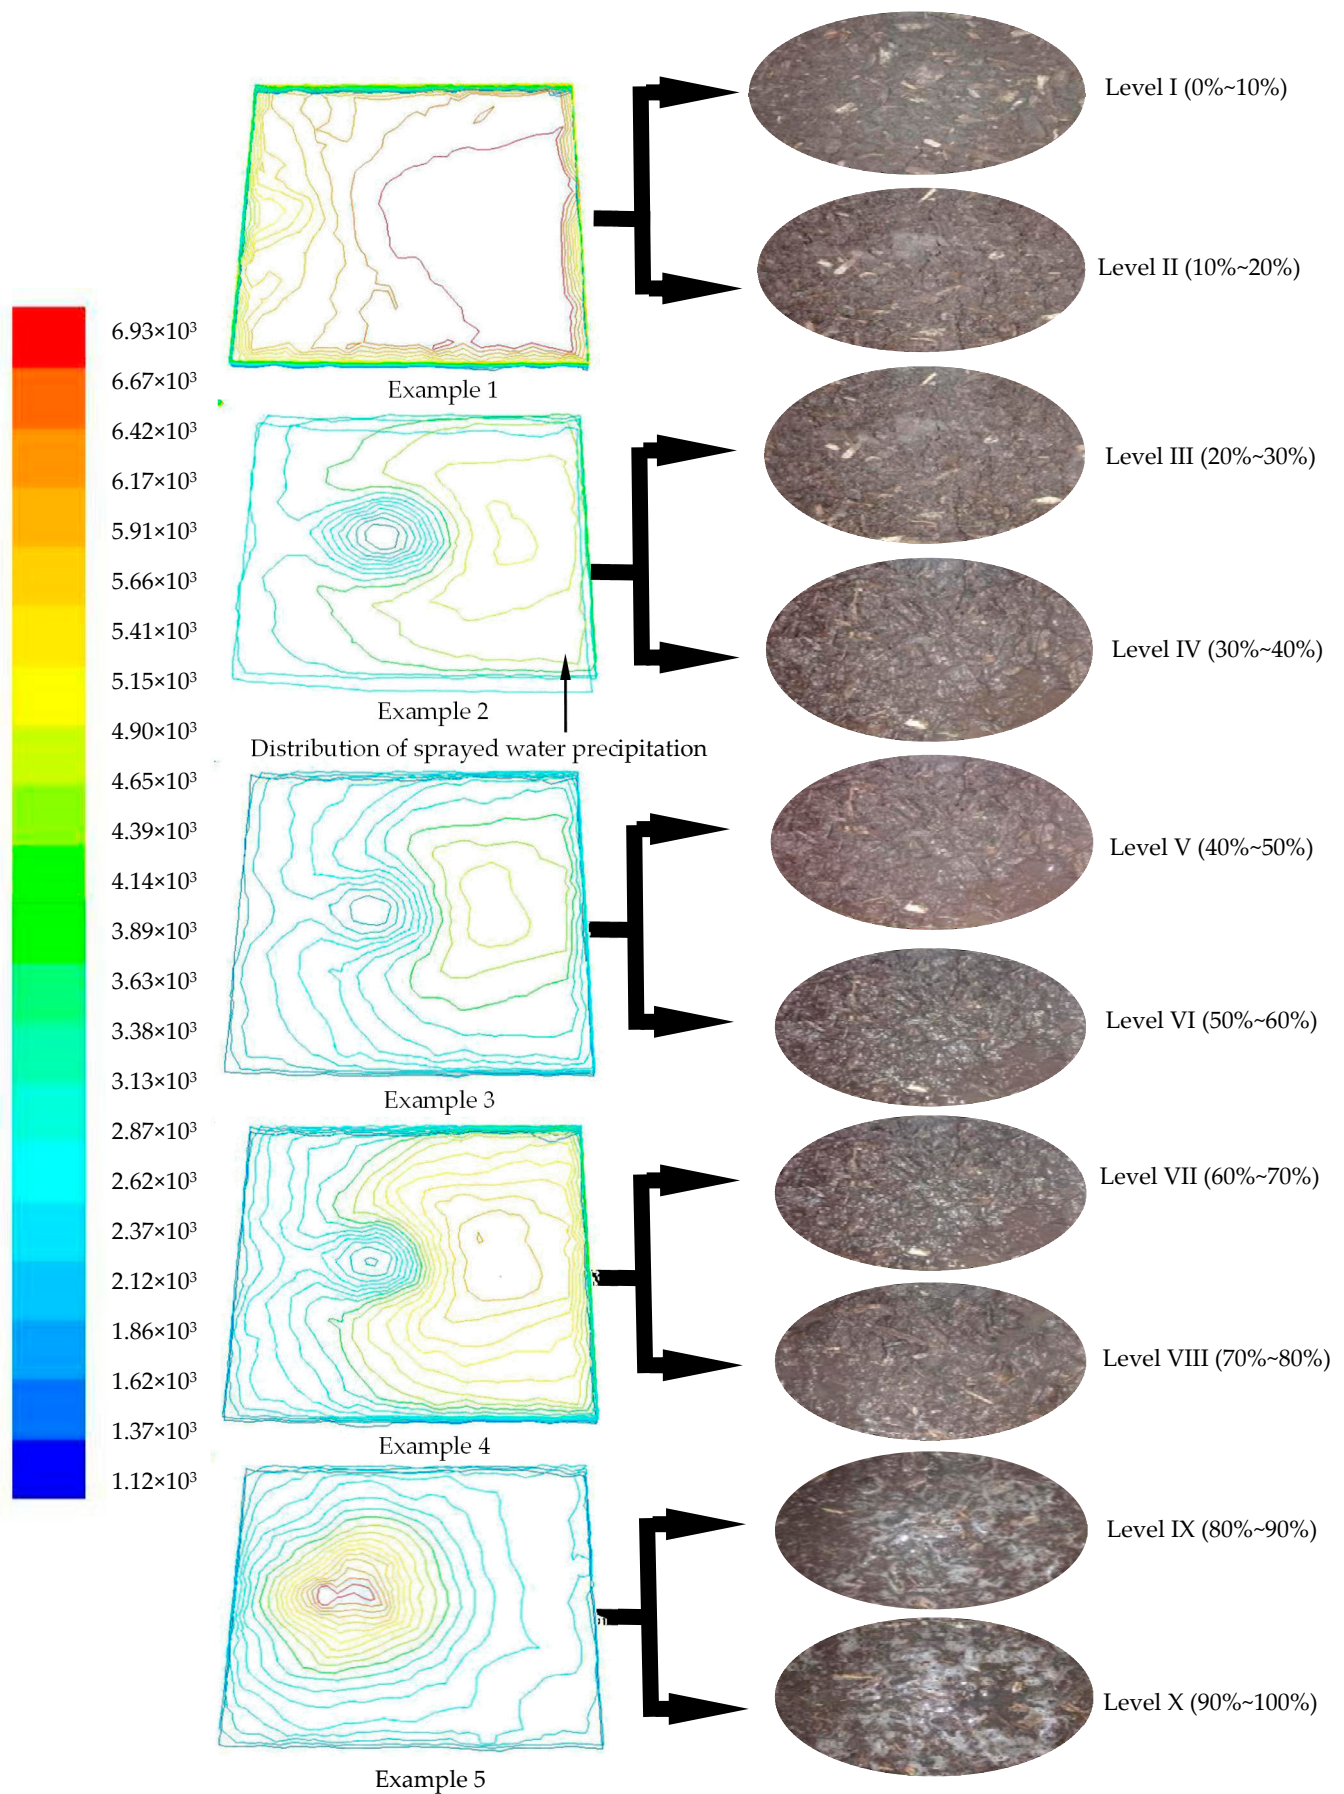 6.93×10³
6.67×10³
6.42×10³
6.17×10³
5.91×10³
5.66×10³
5.41×10³
5.15×10³
4.90×10³
4.65×10³
4.39×10³
4.14×10³
3.89×10³
3.63×10³
3.38×10³
3.13×10³
2.87×10³
2.62×10³
2.37×10³
2.12×10³
1.86×10³
1.62×10³
1.37×10³
1.12×10³
Example 1
Example 2
Distribution of sprayed water precipitation
Example 3
Example 4
Example 5
Level I (0%~10%)
Level II (10%~20%)
Level III (20%~30%)
Level IV (30%~40%)
Level V (40%~50%)
Level VI (50%~60%)
Level VII (60%~70%)
Level VIII (70%~80%)
Level IX (80%~90%)
Level X (90%~100%)